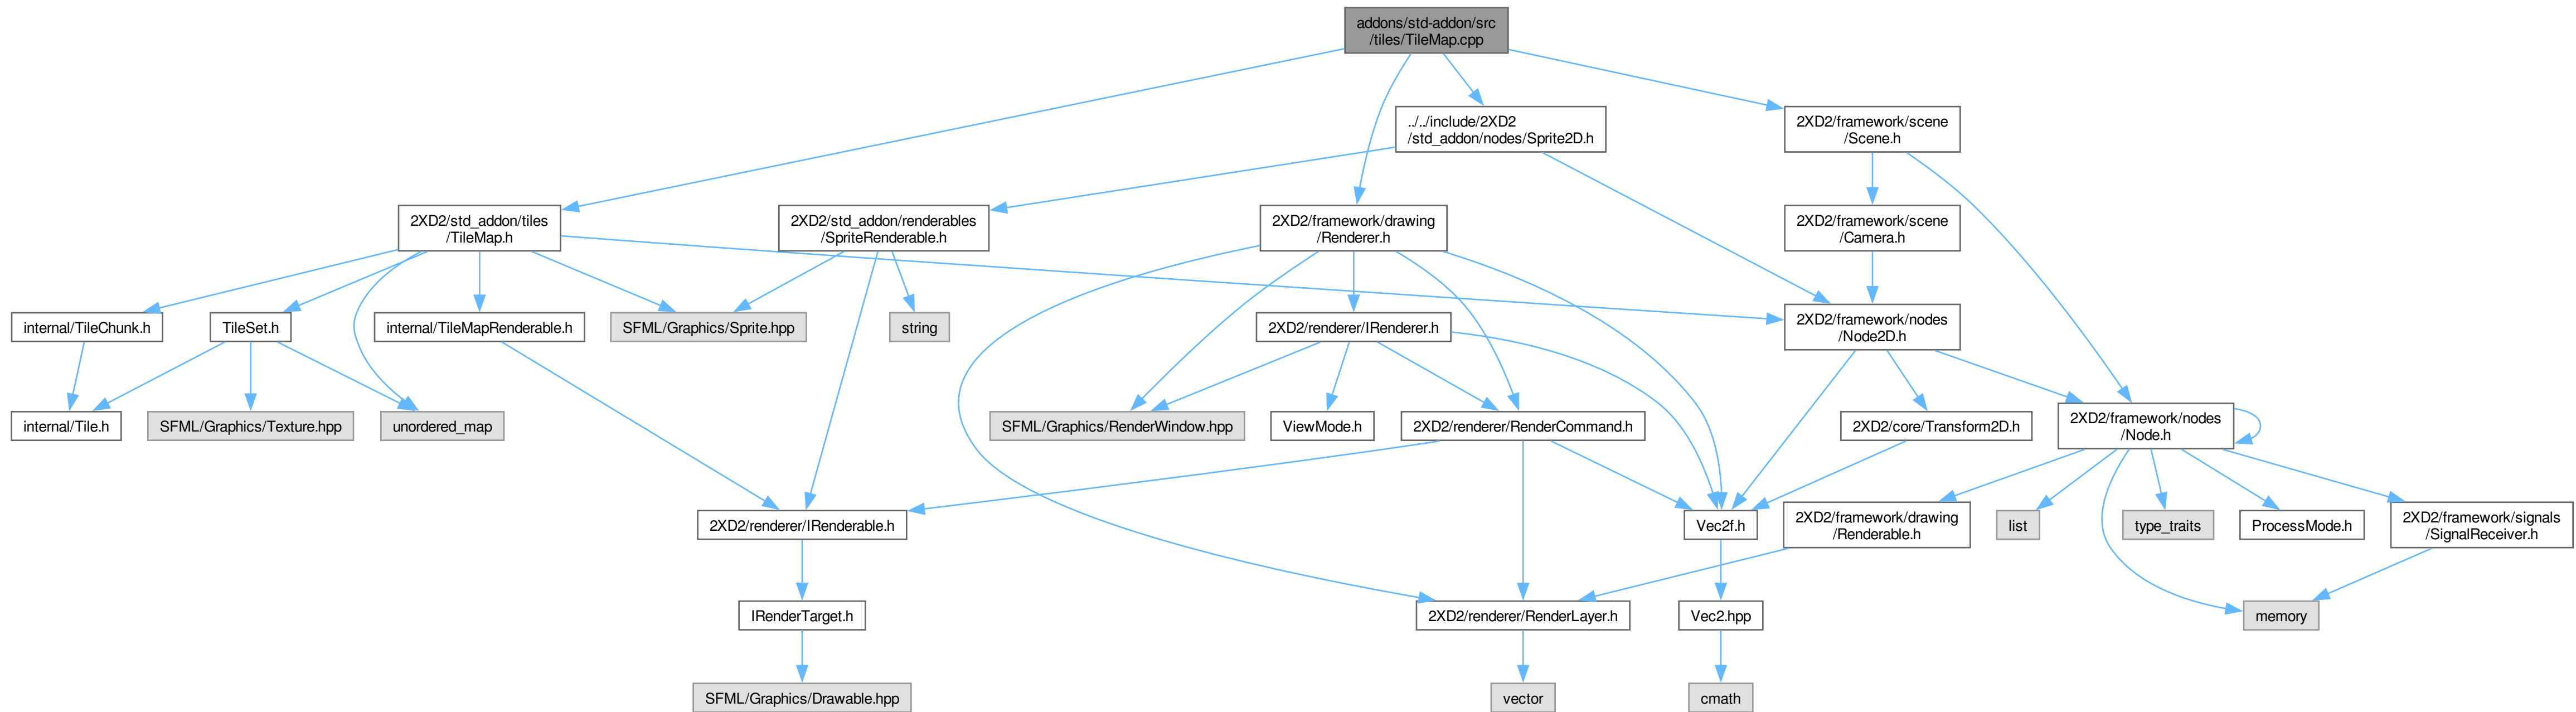 addons/std-addon/src
/tiles/TileMap.cpp
../../include/2XD2
/std_addon/nodes/Sprite2D.h
2XD2/framework/scene
/Scene.h
2XD2/std_addon/tiles
/TileMap.h
2XD2/std_addon/renderables
/SpriteRenderable.h
2XD2/framework/drawing
/Renderer.h
2XD2/framework/scene
/Camera.h
internal/TileChunk.h
TileSet.h
internal/TileMapRenderable.h
SFML/Graphics/Sprite.hpp
string
2XD2/renderer/IRenderer.h
2XD2/framework/nodes
/Node2D.h
internal/Tile.h
SFML/Graphics/Texture.hpp
unordered_map
SFML/Graphics/RenderWindow.hpp
ViewMode.h
2XD2/renderer/RenderCommand.h
2XD2/core/Transform2D.h
2XD2/framework/nodes
/Node.h
2XD2/renderer/IRenderable.h
Vec2f.h
2XD2/framework/drawing
/Renderable.h
list
type_traits
ProcessMode.h
2XD2/framework/signals
/SignalReceiver.h
IRenderTarget.h
2XD2/renderer/RenderLayer.h
Vec2.hpp
memory
SFML/Graphics/Drawable.hpp
vector
cmath